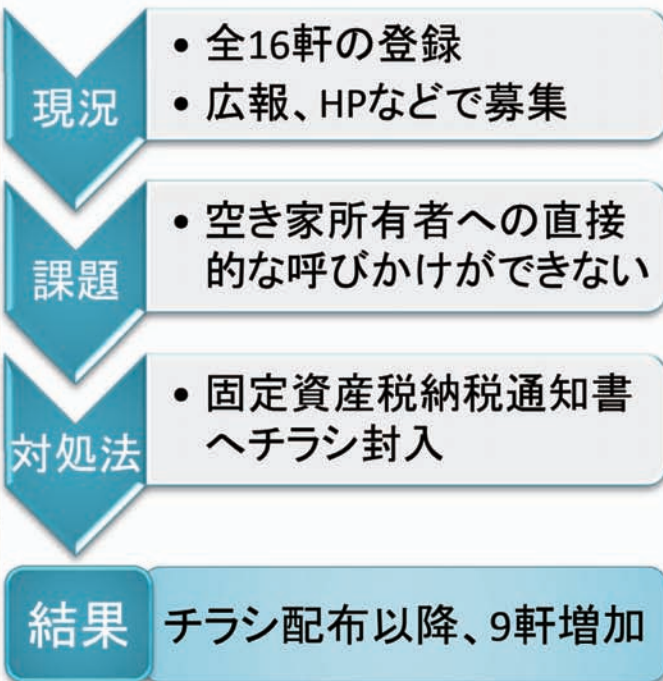 現況
• 全16軒の登録
• 広報、HPなどで募集
課題
• 空き家所有者への直接
的な呼びかけができない
対処法
• 固定資産税納税通知書
へチラシ封入
結果
チラシ配布以降、9軒増加